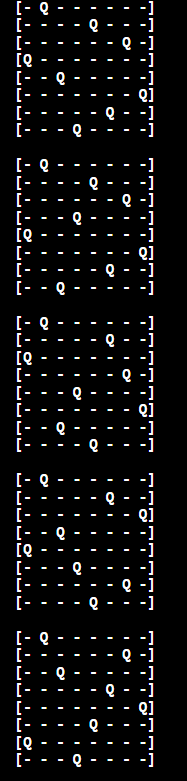 [- Q - - - - - -]
[- - - - Q - - -]
[- - - - - - Q -]
[Q - - - - - - -]
[- - Q - - - - -]
[- - - - - - - Q]
[- - - - - Q - -]
[- - - Q - - - -]

[- Q - - - - - -]
[- - - - Q - - -]
[- - - - - - Q -]
[- - - Q - - - -]
[Q - - - - - - -]
[- - - - - - - Q]
[- - - - - Q - -]
[- - Q - - - - -]

[- Q - - - - - -]
[- - - - - Q - -]
[Q - - - - - - -]
[- - - - - - Q -]
[- - - Q - - - -]
[- - - - - - - Q]
[- - Q - - - - -]
[- - - - Q - - -]

[- Q - - - - - -]
[- - - - - Q - -]
[- - - - - - - Q]
[- - Q - - - - -]
[Q - - - - - - -]
[- - - Q - - - -]
[- - - - - - Q -]
[- - - - Q - - -]

[- Q - - - - - -]
[- - - - - - Q -]
[- - Q - - - - -]
[- - - - - Q - -]
[- - - - - - - Q]
[- - - - Q - - -]
[Q - - - - - - -]
[- - - Q - - - -]